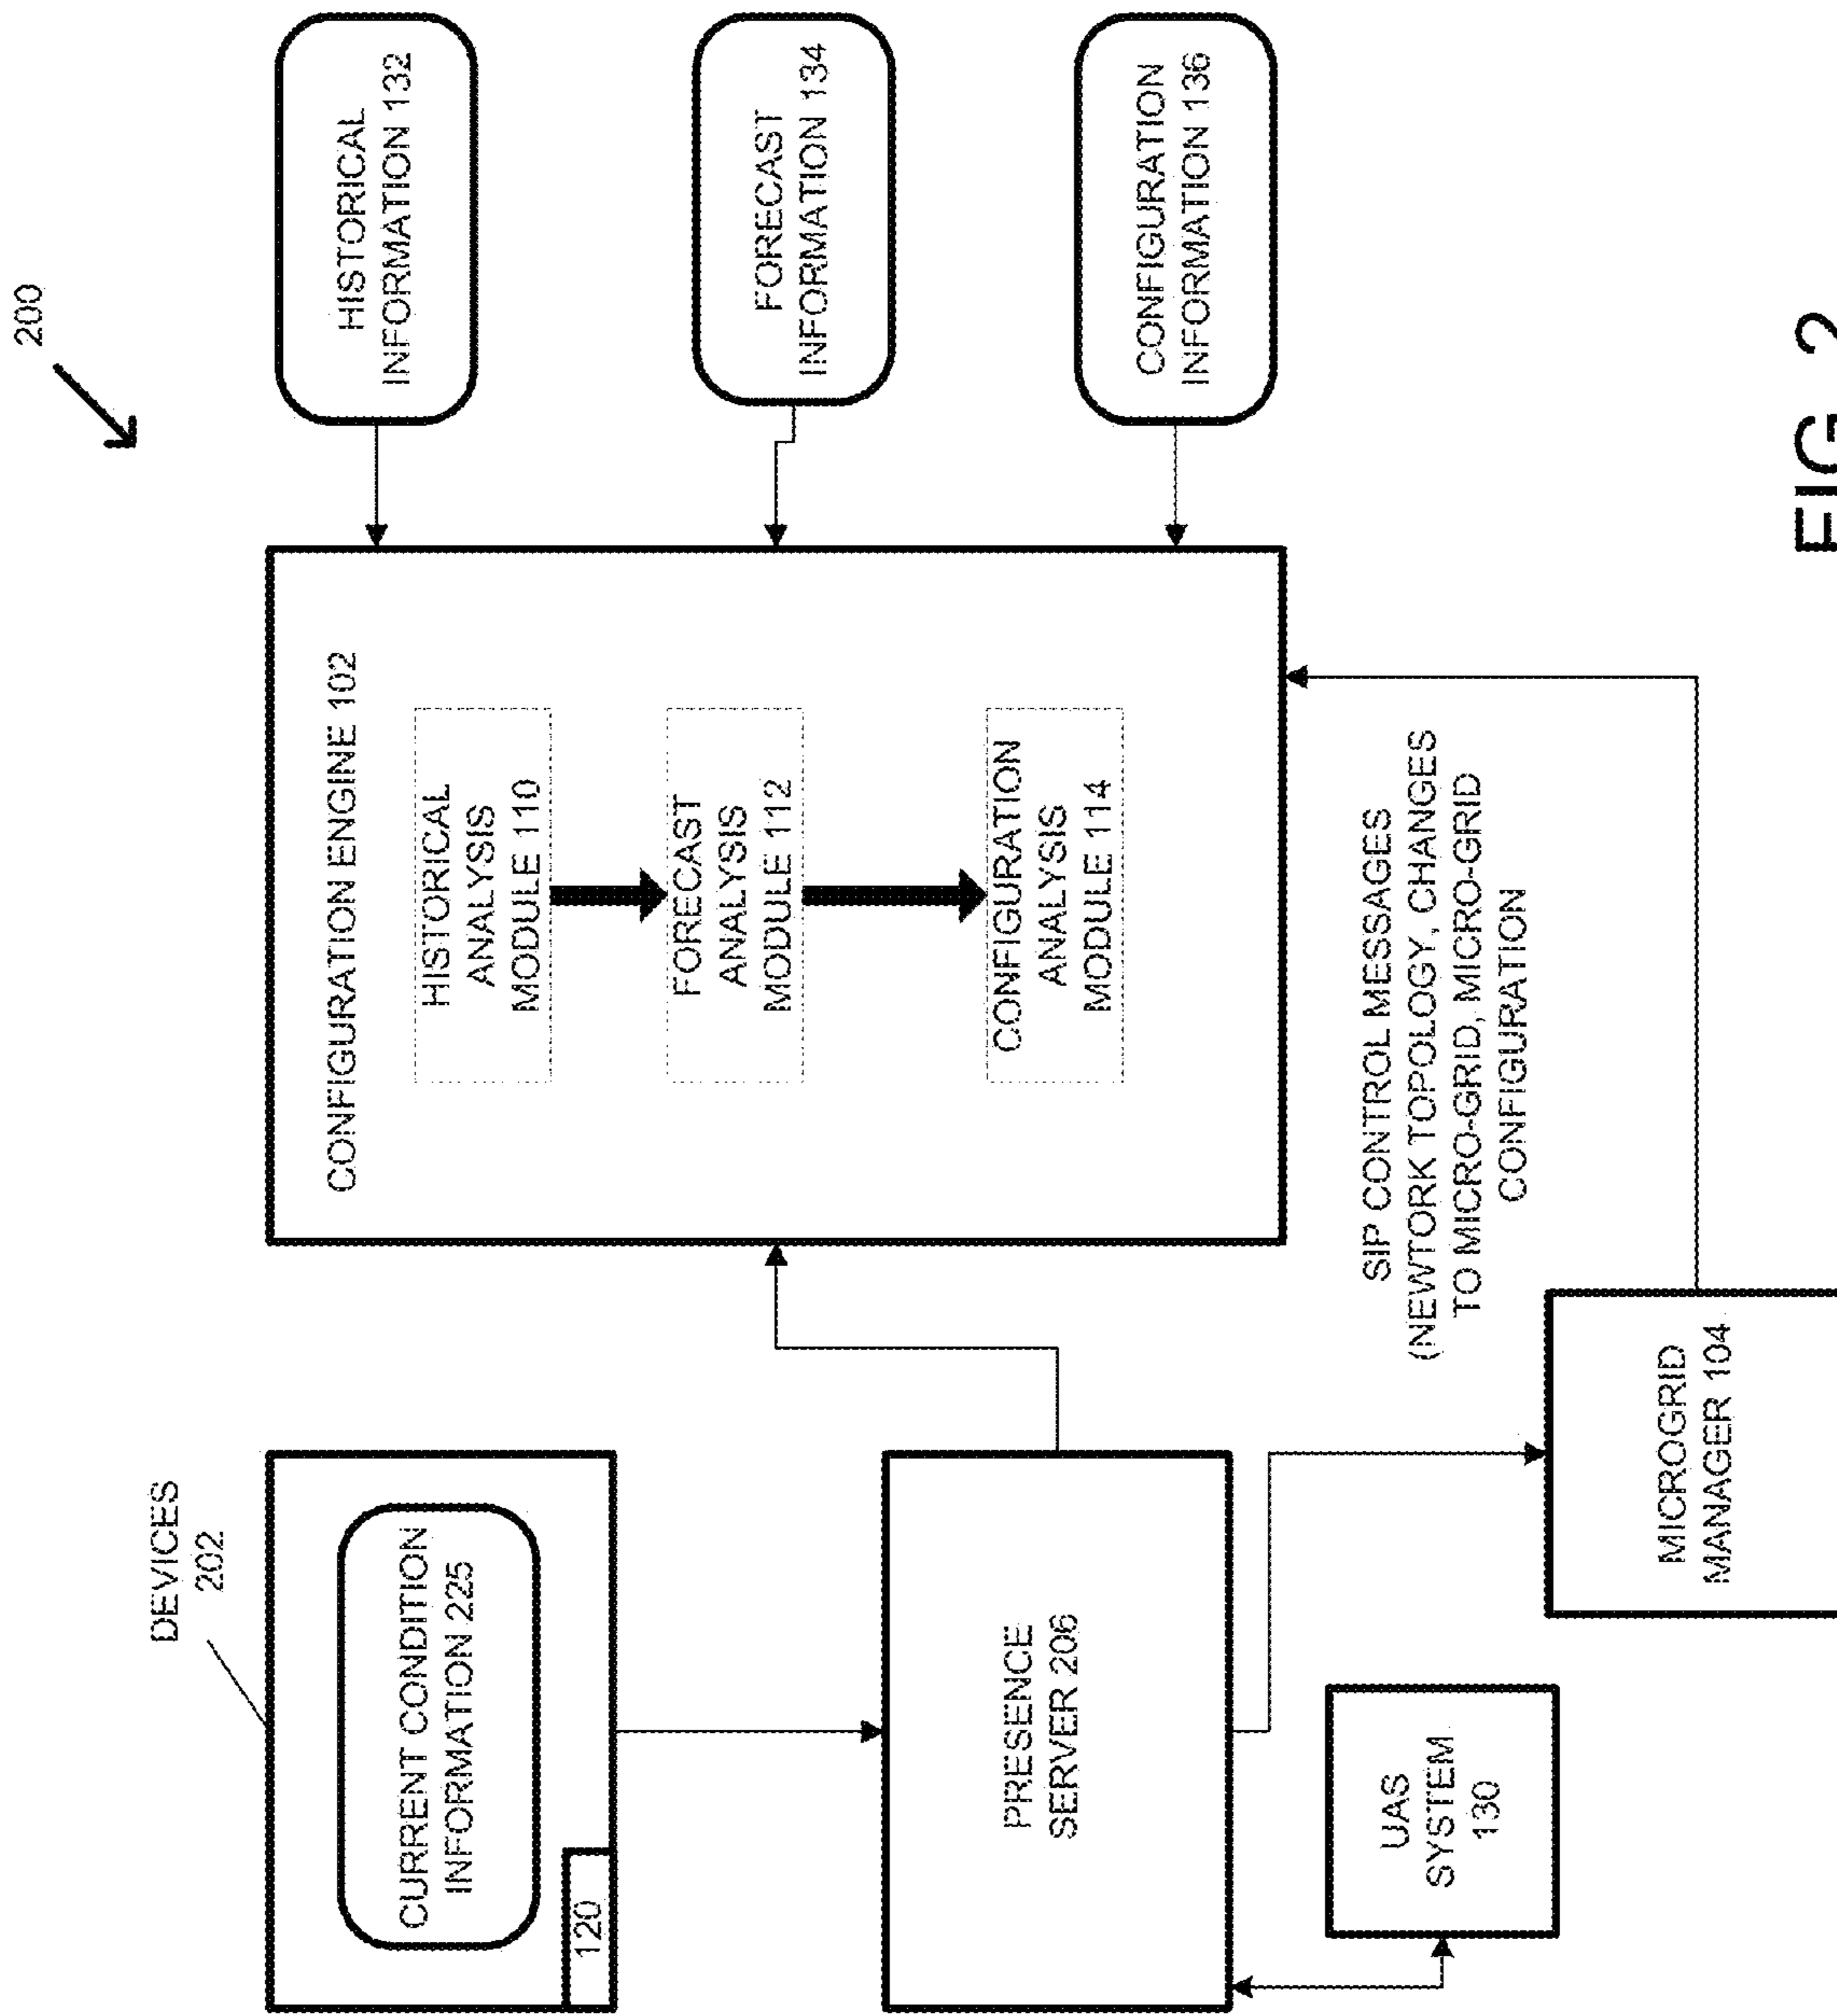 200
DEVICES
202
CURRENT CONDITION
INFORMATION 225
120
CONFIGURATION ENGINE 102
HISTORICAL
ANALYSIS
MODULE 110
FORECAST
ANALYSIS
MODULE 112
CONFIGURATION
ANALYSIS
MODULE 114
HISTORICAL
INFORMATION 132
FORECAST
INFORMATION 134
CONFIGURATION
INFORMATION 136
PRESENCE
SERVER 206
UAS
SYSTEM
130
SIP CONTROL MESSAGES
(NEWTORK TOPOLOGY, CHANGES
TO MICRO-GRID, MICRO-GRID
CONFIGURATION
MICROGRID
MANAGER 104
FIG. 2